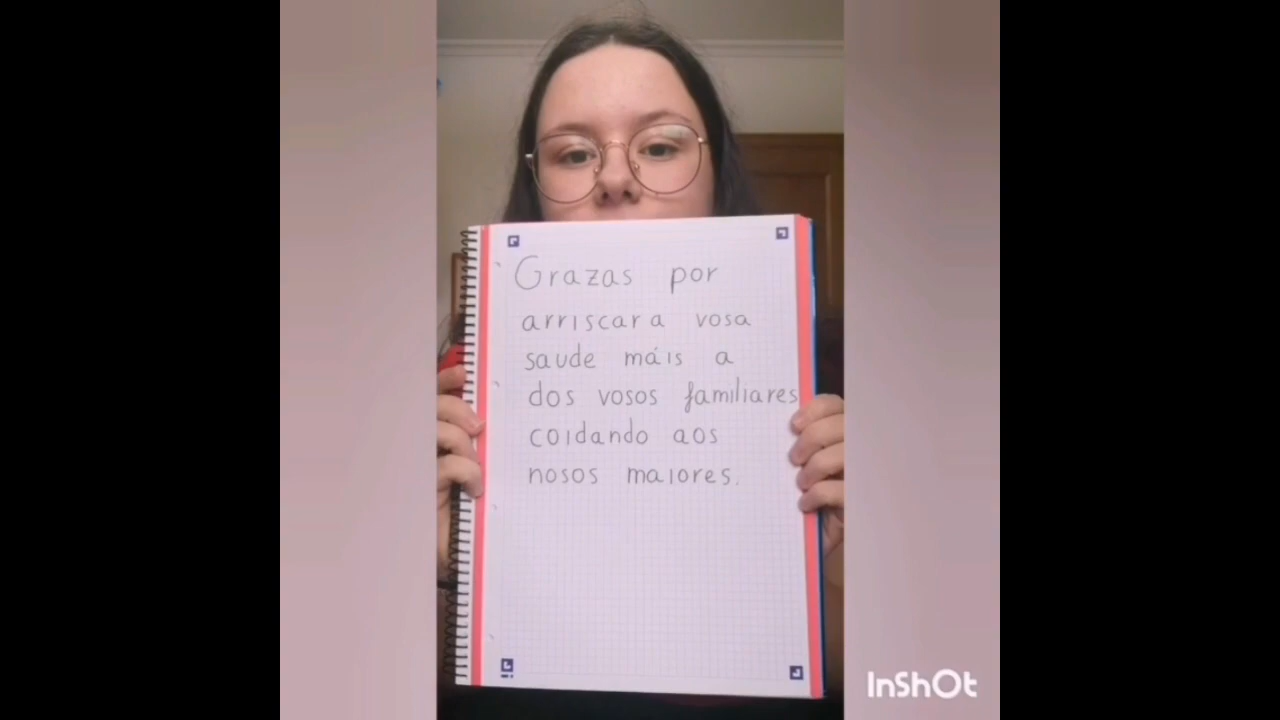 Grazas por
arriscar a vosa
saude máis a
dos vosos familiares
coidando aos
nosos maiores.
InShOt